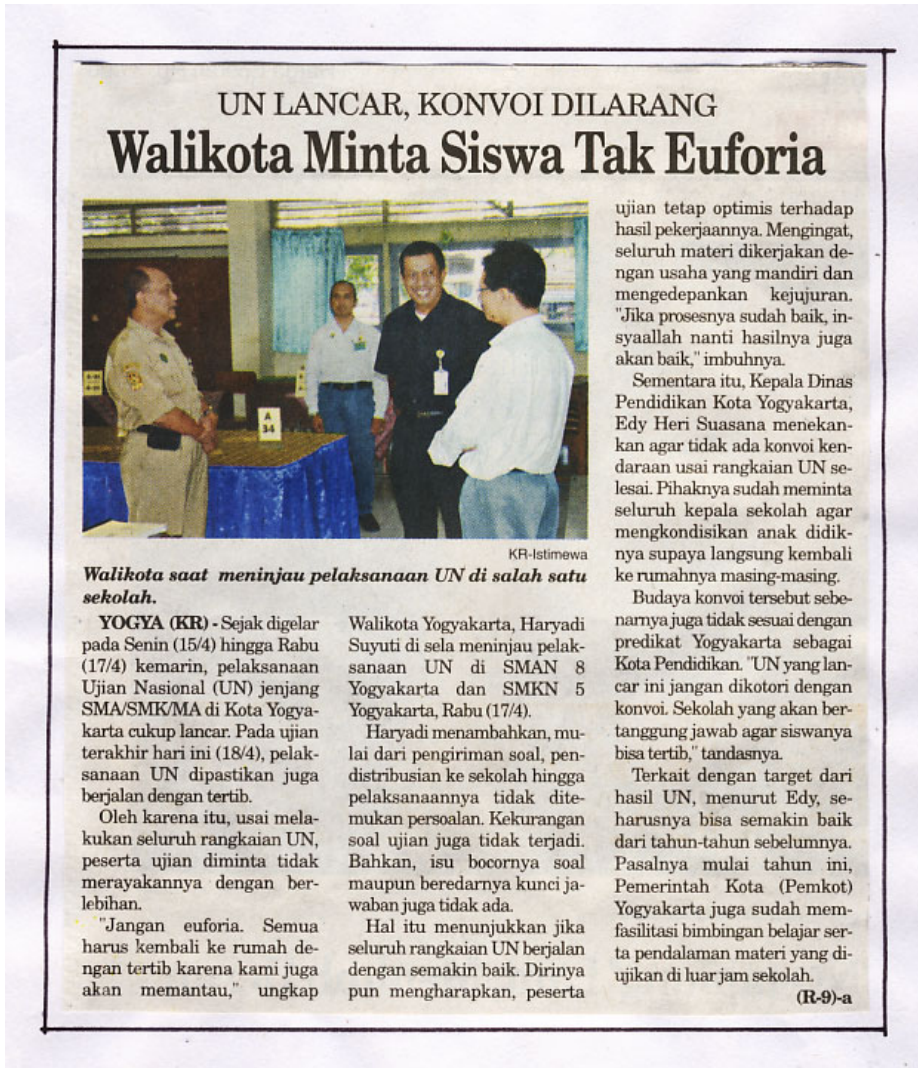 UN LANCAR, KONVOI DILARANG
Walikota Minta Siswa Tak Euforia
A
34
KR-Istimewa
Walikota saat meninjau pelaksanaan UN di salah satu
sekolah.
YOGYA (KR) - Sejak digelar
pada Senin (15/4) hingga Rabu
(17/4) kemarin, pelaksanaan
Ujian Nasional (UN) jenjang
SMA/SMK/MA di Kota Yogya-
karta cukup lancar. Pada ujian
terakhir hari ini (18/4), pelak-
sanaan UN dipastikan juga
berjalan dengan tertib.
Oleh karena itu, usai mela-
kukan seluruh rangkaian UN,
peserta ujian diminta tidak
merayakannya dengan ber-
lebihan.
"Jangan euforia. Semua
harus kembali ke rumah de-
ngan tertib karena kami juga
akan memantau," ungkap
Walikota Yogyakarta, Haryadi
Suyuti di sela meninjau pelak-
sanaan UN di SMAN 8
Yogyakarta dan SMKN 5
Yogyakarta, Rabu (17/4).
Haryadi menambahkan, mu-
lai dari pengiriman soal, pen-
distribusian ke sekolah hingga
pelaksanaannya tidak dite-
mukan persoalan. Kekurangan
soal ujian juga tidak terjadi.
Bahkan, isu bocornya soal
maupun beredarnya kunci ja-
waban juga tidak ada.
Hal itu menunjukkan jika
seluruh rangkaian UN berjalan
dengan semakin baik. Dirinya
pun mengharapkan, peserta
ujian tetap optimis terhadap
hasil pekerjaannya. Mengingat,
seluruh materi dikerjakan de-
ngan usaha yang mandiri dan
mengedepankan kejujuran.
"Jika prosesnya sudah baik, in-
syaallah nanti hasilnya juga
akan baik," imbuhnya.
Sementara itu, Kepala Dinas
Pendidikan Kota Yogyakarta,
Edy Heri Suasana menekan-
kan agar tidak ada konvoi ken-
daraan usai rangkaian UN se-
lesai. Pihaknya sudah meminta
seluruh kepala sekolah agar
mengkondisikan anak didik-
nya supaya langsung kembali
ke rumahnya masing-masing.
Budaya konvoi tersebut sebe-
narnya juga tidak sesuai dengan
predikat Yogyakarta sebagai
Kota Pendidikan. "UN yang lan-
car ini jangan dikotori dengan
konvoi. Sekolah yang akan ber-
tanggung jawab agar siswanya
bisa tertib," tandasnya.
Terkait dengan target dari
hasil UN, menurut Edy, se-
harusnya bisa semakin baik
dari tahun-tahun sebelumnya.
Pasalnya mulai tahun ini,
Pemerintah Kota (Pemkot)
Yogyakarta juga sudah mem-
fasilitasi bimbingan belajar ser-
ta pendalaman materi yang di-
ujikan di luar jam sekolah.
(R-9)-a